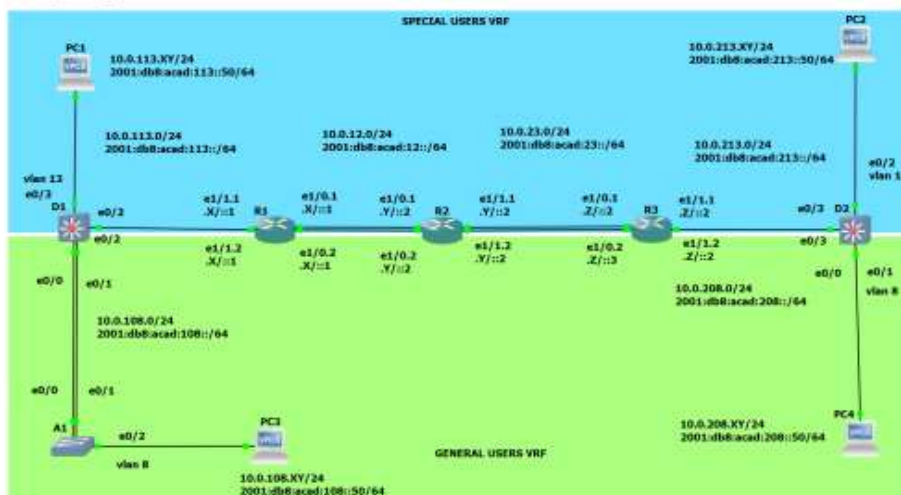 SPECIAL USERS VRF
PC1
10.0.113.XY/24
2001:db8:acad:113::50/64
PC2
10.0.213.XY/24
2001:db8:acad:213::50/64
10.0.113.0/24
2001:db8:acad:113::/64
10.0.12.0/24
2001:db8:acad:12::/64
10.0.23.0/24
2001:db8:acad:23::/64
10.0.213.0/24
2001:db8:acad:213::/64
vlan 13
e0/3
D1
e0/2
e0/2
e1/1.1
.X/::1
R1
e1/0.1
.X/::1
e1/0.1
.Y/::2
R2
e1/1.1
.Y/::2
e1/0.1
.Z/::2
R3
e1/1.1
.Z/::2
e0/3
e0/2
vlan 1
D2
e1/1.2
.X/::1
e1/0.2
.X/::1
e1/0.2
.Y/::2
e1/1.2
.Y/::2
e0/2
.Z/::3
e1/1.2
.Z/::2
e0/3
e0/0
e0/1
e0/0
e0/1
vlan 8
10.0.208.0/24
2001:db8:acad:208::/64
10.0.108.0/24
2001:db8:acad:108::/64
e0/0
e0/1
A1
e0/2
vlan 8
PC3
10.0.108.XY/24
2001:db8:acad:108::50/64
10.0.208.XY/24
2001:db8:acad:208::50/64
PC4
GENERAL USERS VRF